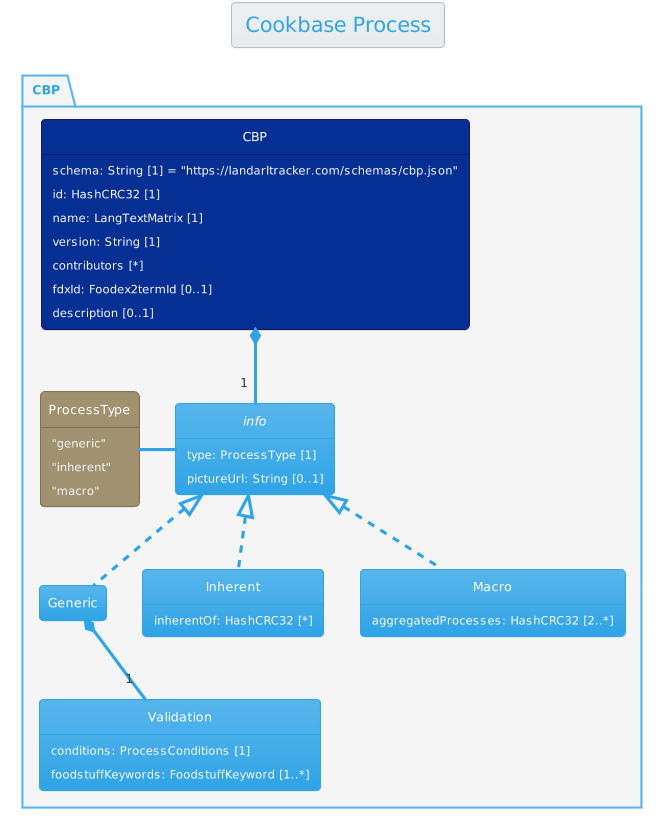 Cookbase Process
CBP
CBP
schema: String [1] = "https://landarltracker.com/schemas/cbp.json"
id: HashCRC32 [1]
name: LangTextMatrix [1]
version: String [1]
contributors [*]
fdxId: Foodex2termId [0..1]
description [0..1]
1
ProcessType
"generic"
"inherent"
"macro"
info
type: ProcessType [1]
pictureUrl: String [0..1]
Generic
Inherent
inherentOf: HashCRC32 [*]
Macro
aggregatedProcesses: HashCRC32 [2..*]
1
Validation
conditions: ProcessConditions [1]
foodstuffKeywords: FoodstuffKeyword [1..*]